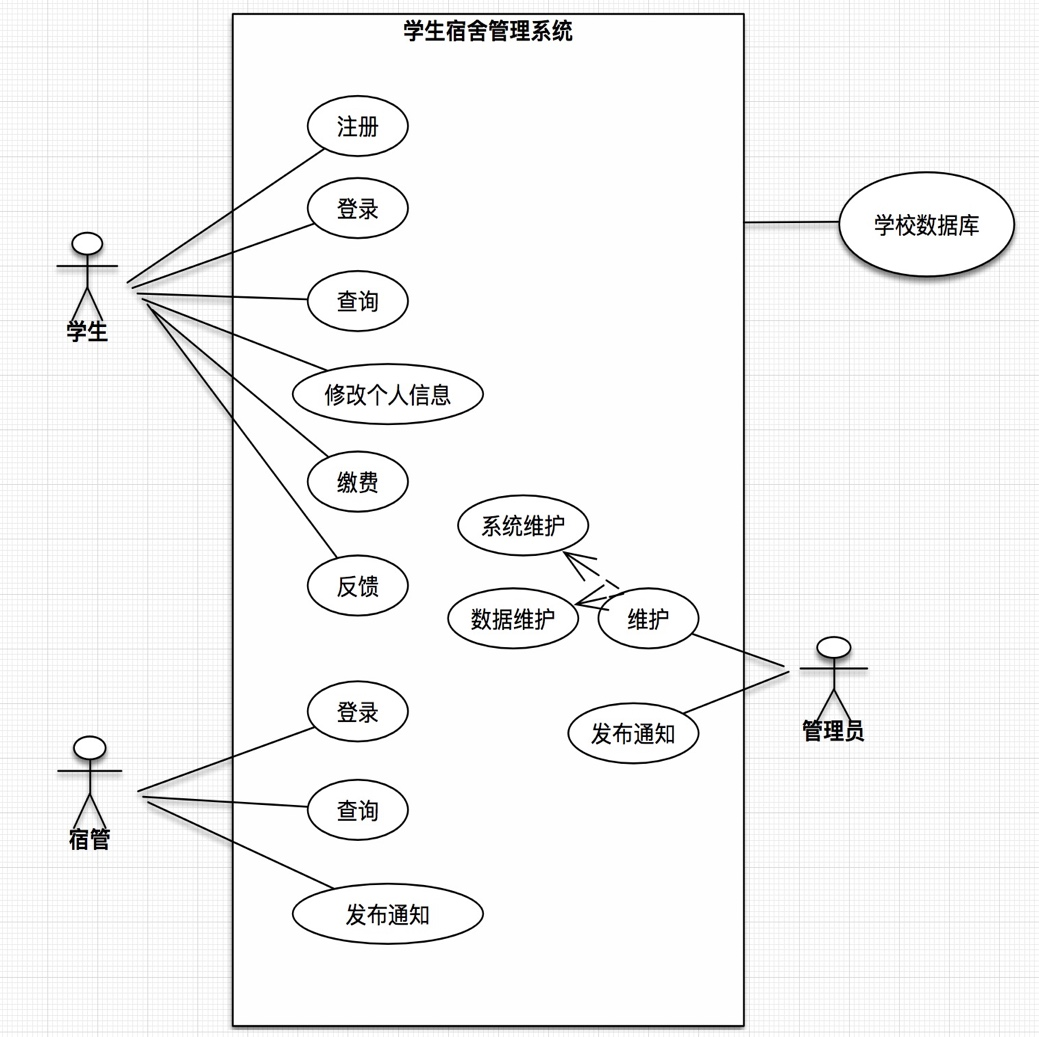 学生宿舍管理系统
注册
登录
学校数据库
查询
学生
修改个人信息
缴费
系统维护
反馈
数据维护
维护
登录
发布通知
管理员
查询
宿管
发布通知